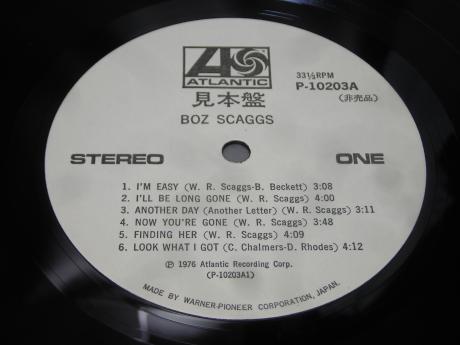 ATLANTIC
33⅓RPM
P-10203A
見本盤
(非売品)
BOZ SCAGGS
STEREO
ONE
1. I'M EASY (W. R. Scaggs-B. Beckett) 3:08
2. I'LL BE LONG GONE (W. R. Scaggs) 4:00
3. ANOTHER DAY (Another Letter) (W. R. Scaggs) 3:11
4. NOW YOU'RE GONE (W. R. Scaggs) 3:48
5. FINDING HER (W. R. Scaggs) 4:09
6. LOOK WHAT I GOT (C. Chalmers-D. Rhodes) 4:12
℗ 1976 Atlantic Recording Corp.
(P-10203A1)
MADE BY WARNER-PIONEER CORPORATION, JAPAN.